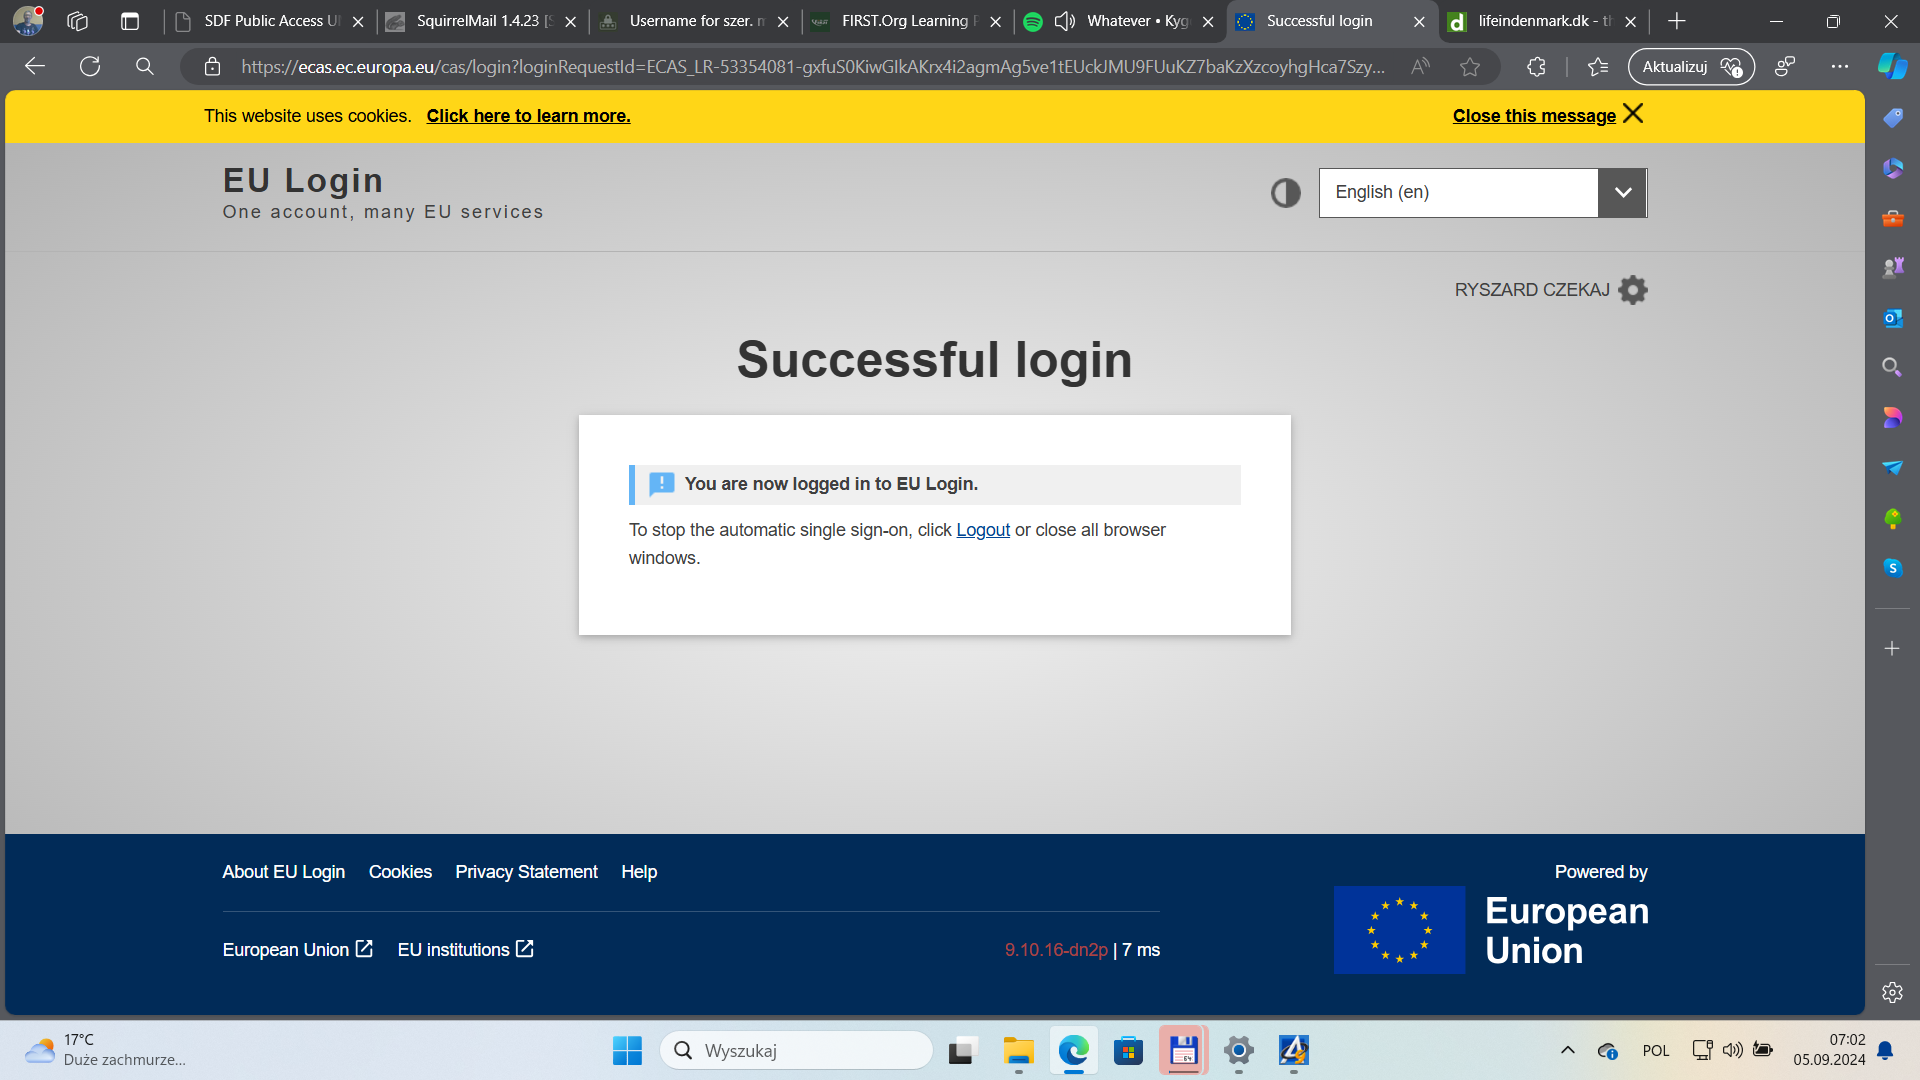 SDF Public Access U
SquirrelMail 1.4.23 [S
Username for szer. m
FIRST.Org Learning P
Whatever • Kyg
Successful login
lifeindenmark.dk - th
https://ecas.ec.europa.eu/cas/login?loginRequestId=ECAS_LR-53354081-gxfuS0KiwGlkAKrx4i2agmAg5ve1tEUckJMU9FUuKZ7baKzXzcoyhgHca7Szy...
Aktualizuj
This website uses cookies. Click here to learn more.
Close this message
EU Login
One account, many EU services
English (en)
RYSZARD CZEKAJ
Successful login
You are now logged in to EU Login.
To stop the automatic single sign-on, click Logout or close all browser
windows.
About EU Login Cookies Privacy Statement Help
Powered by
European
Union
European Union EU institutions 9.10.16-dn2p | 7 ms
17°C
Duże zachmurze...
Wyszukaj
64
POL
07:02
05.09.2024